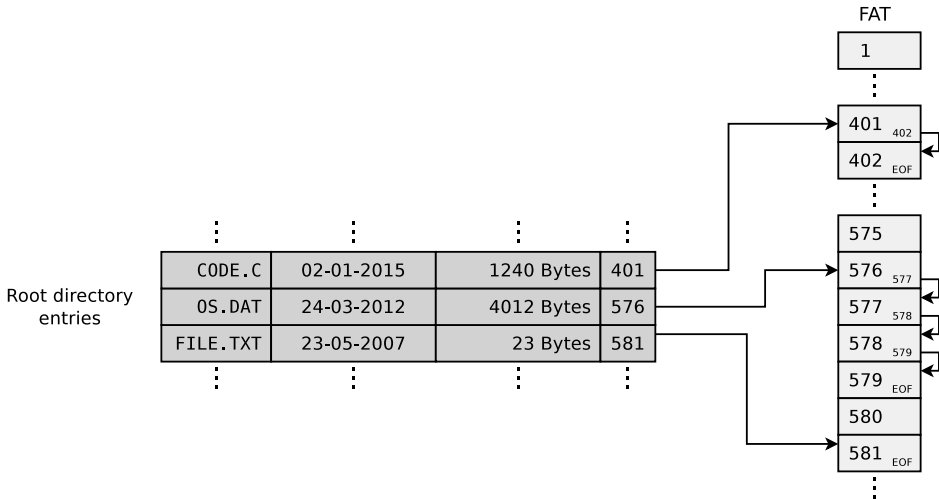 FAT
1
401 402
402 EOF
575
CODE.C 02-01-2015 1240 Bytes 401
576 577
Root directory
entries
OS.DAT 24-03-2012 4012 Bytes 576
577 578
FILE.TXT 23-05-2007 23 Bytes 581
578 579
579 EOF
580
581 EOF